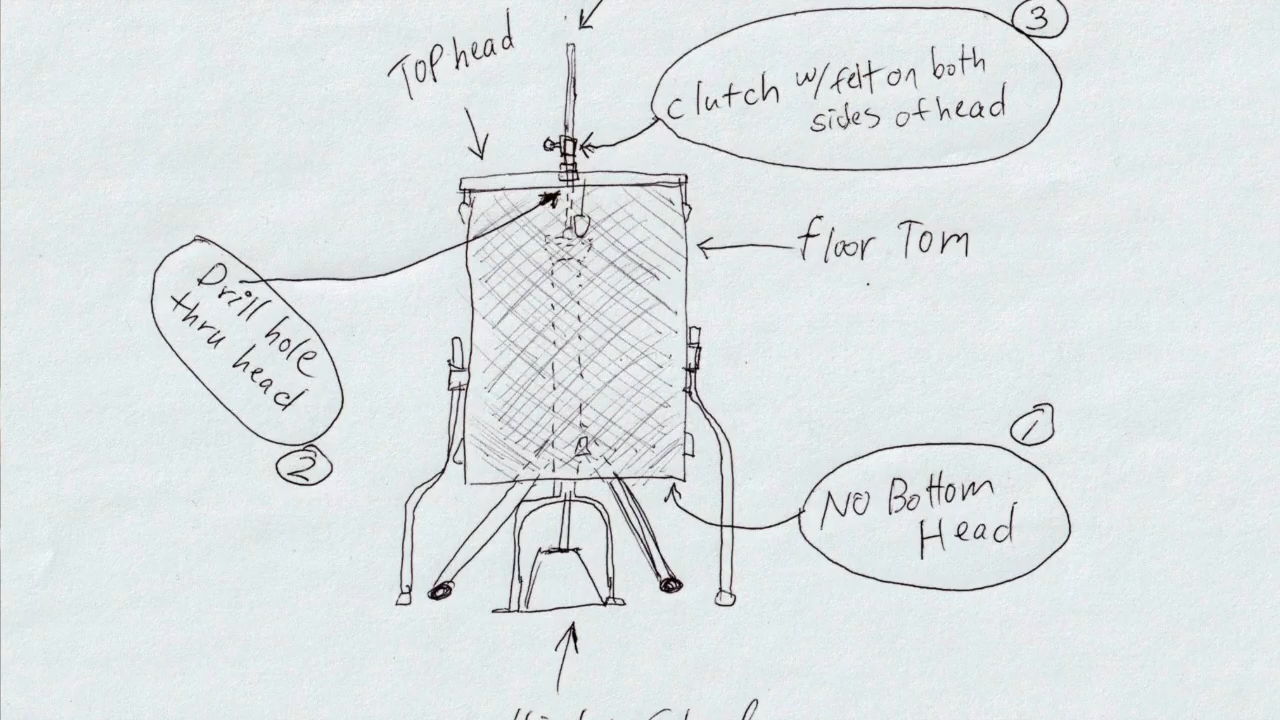 3
Top head
clutch w/felt on both
sides of head
floor Tom
Drill hole
thru head
2
1
No Bottom
Head